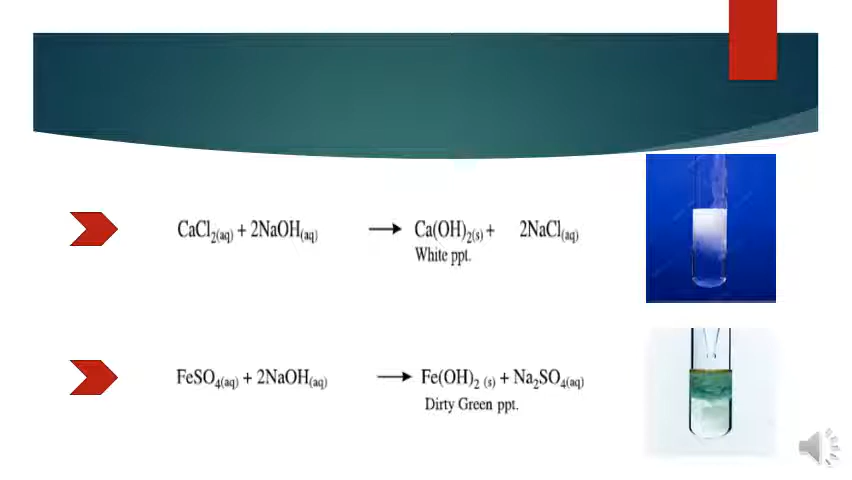 CaCl₂(aq) + 2NaOH(aq) ⟶ Ca(OH)₂(s) + 2NaCl(aq)
White ppt.
FeSO₄(aq) + 2NaOH(aq) ⟶ Fe(OH)₂ (s) + Na₂SO₄(aq)
Dirty Green ppt.